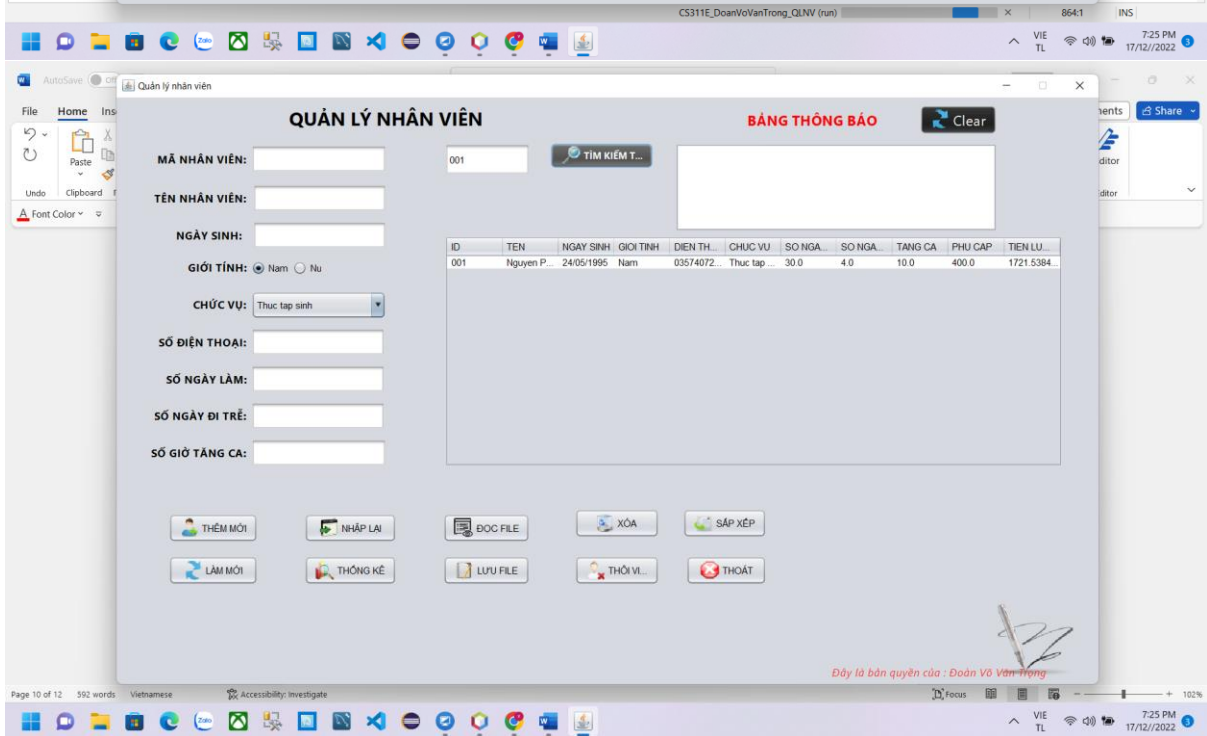 CS311E_DoanVoVanTrong_QLNV (run)
864:1
INS
VIE
TL
7:25 PM
17/12//2022
3
AutoSave
Off
Quản lý nhân viên
File Home Ins
ments
Share
Undo
Paste
Clipboard
ditor
ditor
Font Color
QUẢN LÝ NHÂN VIÊN
BẢNG THÔNG BÁO
Clear
MÃ NHÂN VIÊN:
001
TÌM KIẾM T...
TÊN NHÂN VIÊN:
NGÀY SINH:
GIỚI TÍNH: Nam Nu
CHỨC VỤ: Thuc tap sinh
SỐ ĐIỆN THOẠI:
SỐ NGÀY LÀM:
SỐ NGÀY ĐI TRỄ:
SỐ GIỜ TĂNG CA:
ID TEN NGAY SINH GIOI TINH DIEN TH... CHUC VU SO NGA... SO NGA... TANG CA PHU CAP TIEN LU...
001 Nguyen P... 24/05/1995 Nam 03574072... Thuc tap ... 30.0 4.0 10.0 400.0 1721.5384...
THÊM MỚI NHẬP LẠI ĐỌC FILE XÓA SẮP XẾP
LÀM MỚI THỐNG KÊ LƯU FILE THÔI VI... THOÁT
Đây là bản quyền của : Đoàn Võ Văn Trọng
Page 10 of 12 592 words Vietnamese Accessibility: Investigate Focus 102%
Zalo
VIE
TL
7:25 PM
17/12//2022
3